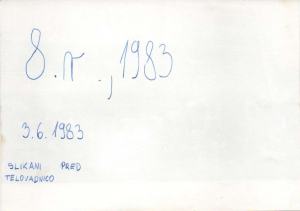 8. r., 1983
3.6.1983
SLIKANI PRED
TELOVADNICO